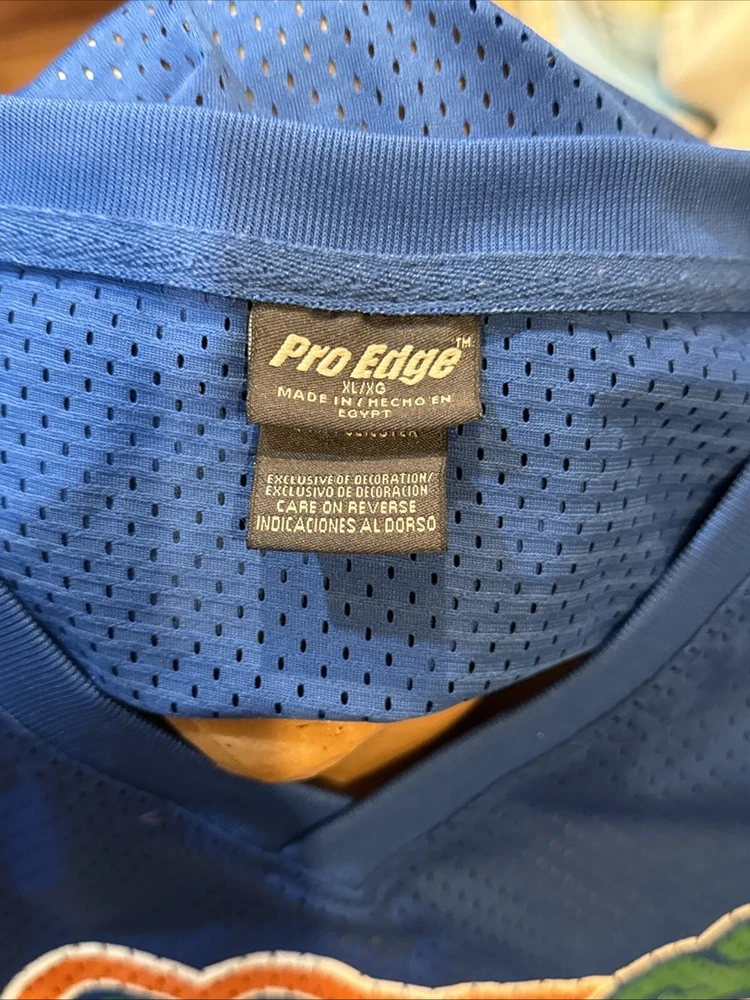 Pro Edge™
XL/XG
MADE IN / HECHO EN
EGYPT
EXCLUSIVE OF DECORATION/
EXCLUSIVO DE DECORACION
CARE ON REVERSE
INDICACIONES AL DORSO